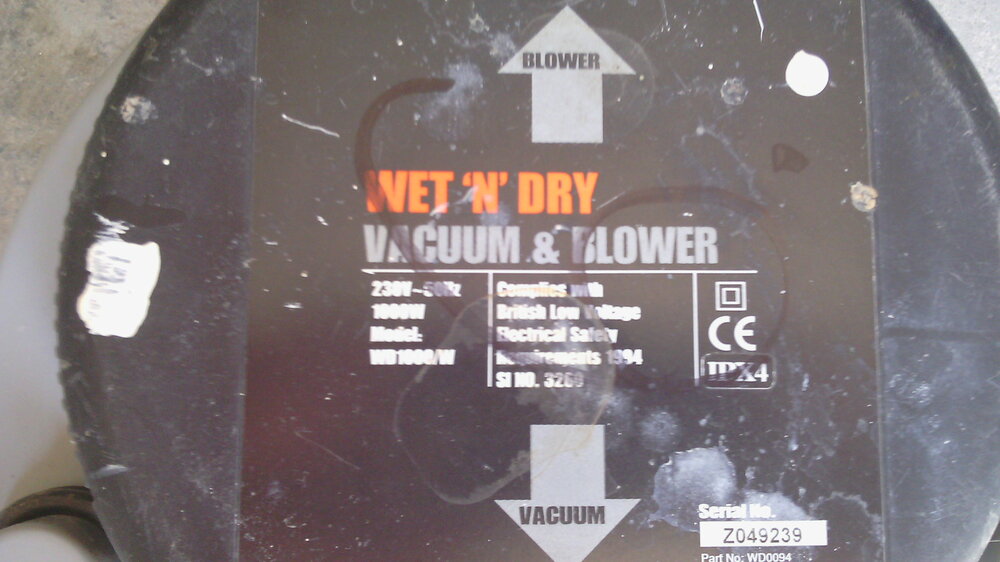 BLOWER
WET 'N' DRY
VACUUM & BLOWER
230V~50Hz
1000W
Model:
WD1000/W
Complies with
British Low Voltage
Electrical Safety
Requirements 1994
SI NO. 3260
CE
IPX4
VACUUM
Serial No.
Z049239
Part No: WD0094